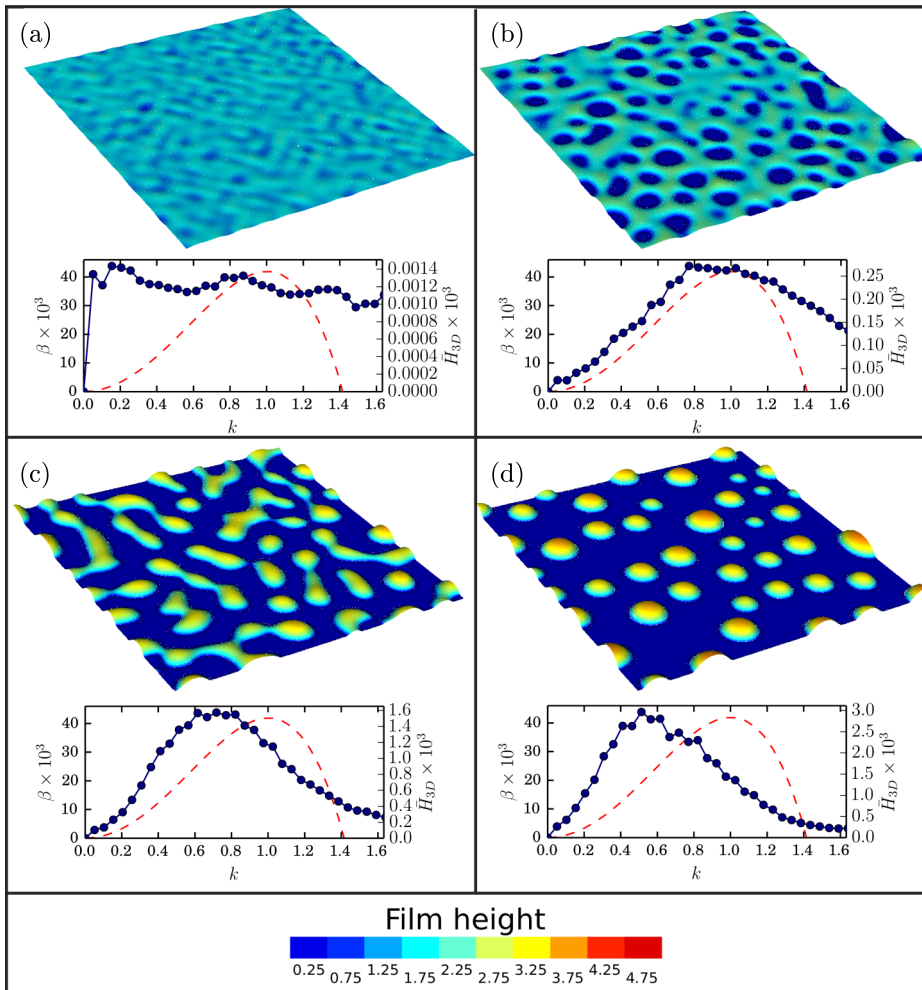 (a)
40
30
20
10
0
β × 10³
0.0014
0.0012
0.0010
0.0008
0.0006
0.0004
0.0002
0.0000
H̄₃D × 10³
0.0 0.2 0.4 0.6 0.8 1.0 1.2 1.4 1.6
k
(b)
40
30
20
10
0
β × 10³
0.25
0.20
0.15
0.10
0.05
0.00
H̄₃D × 10³
0.0 0.2 0.4 0.6 0.8 1.0 1.2 1.4 1.6
k
(c)
40
30
20
10
0
β × 10³
1.6
1.4
1.2
1.0
0.8
0.6
0.4
0.2
0.0
H̄₃D × 10³
0.0 0.2 0.4 0.6 0.8 1.0 1.2 1.4 1.6
k
(d)
40
30
20
10
0
β × 10³
3.0
2.5
2.0
1.5
1.0
0.5
0.0
H̄₃D × 10³
0.0 0.2 0.4 0.6 0.8 1.0 1.2 1.4 1.6
k
Film height
0.25 0.75 1.25 1.75 2.25 2.75 3.25 3.75 4.25 4.75